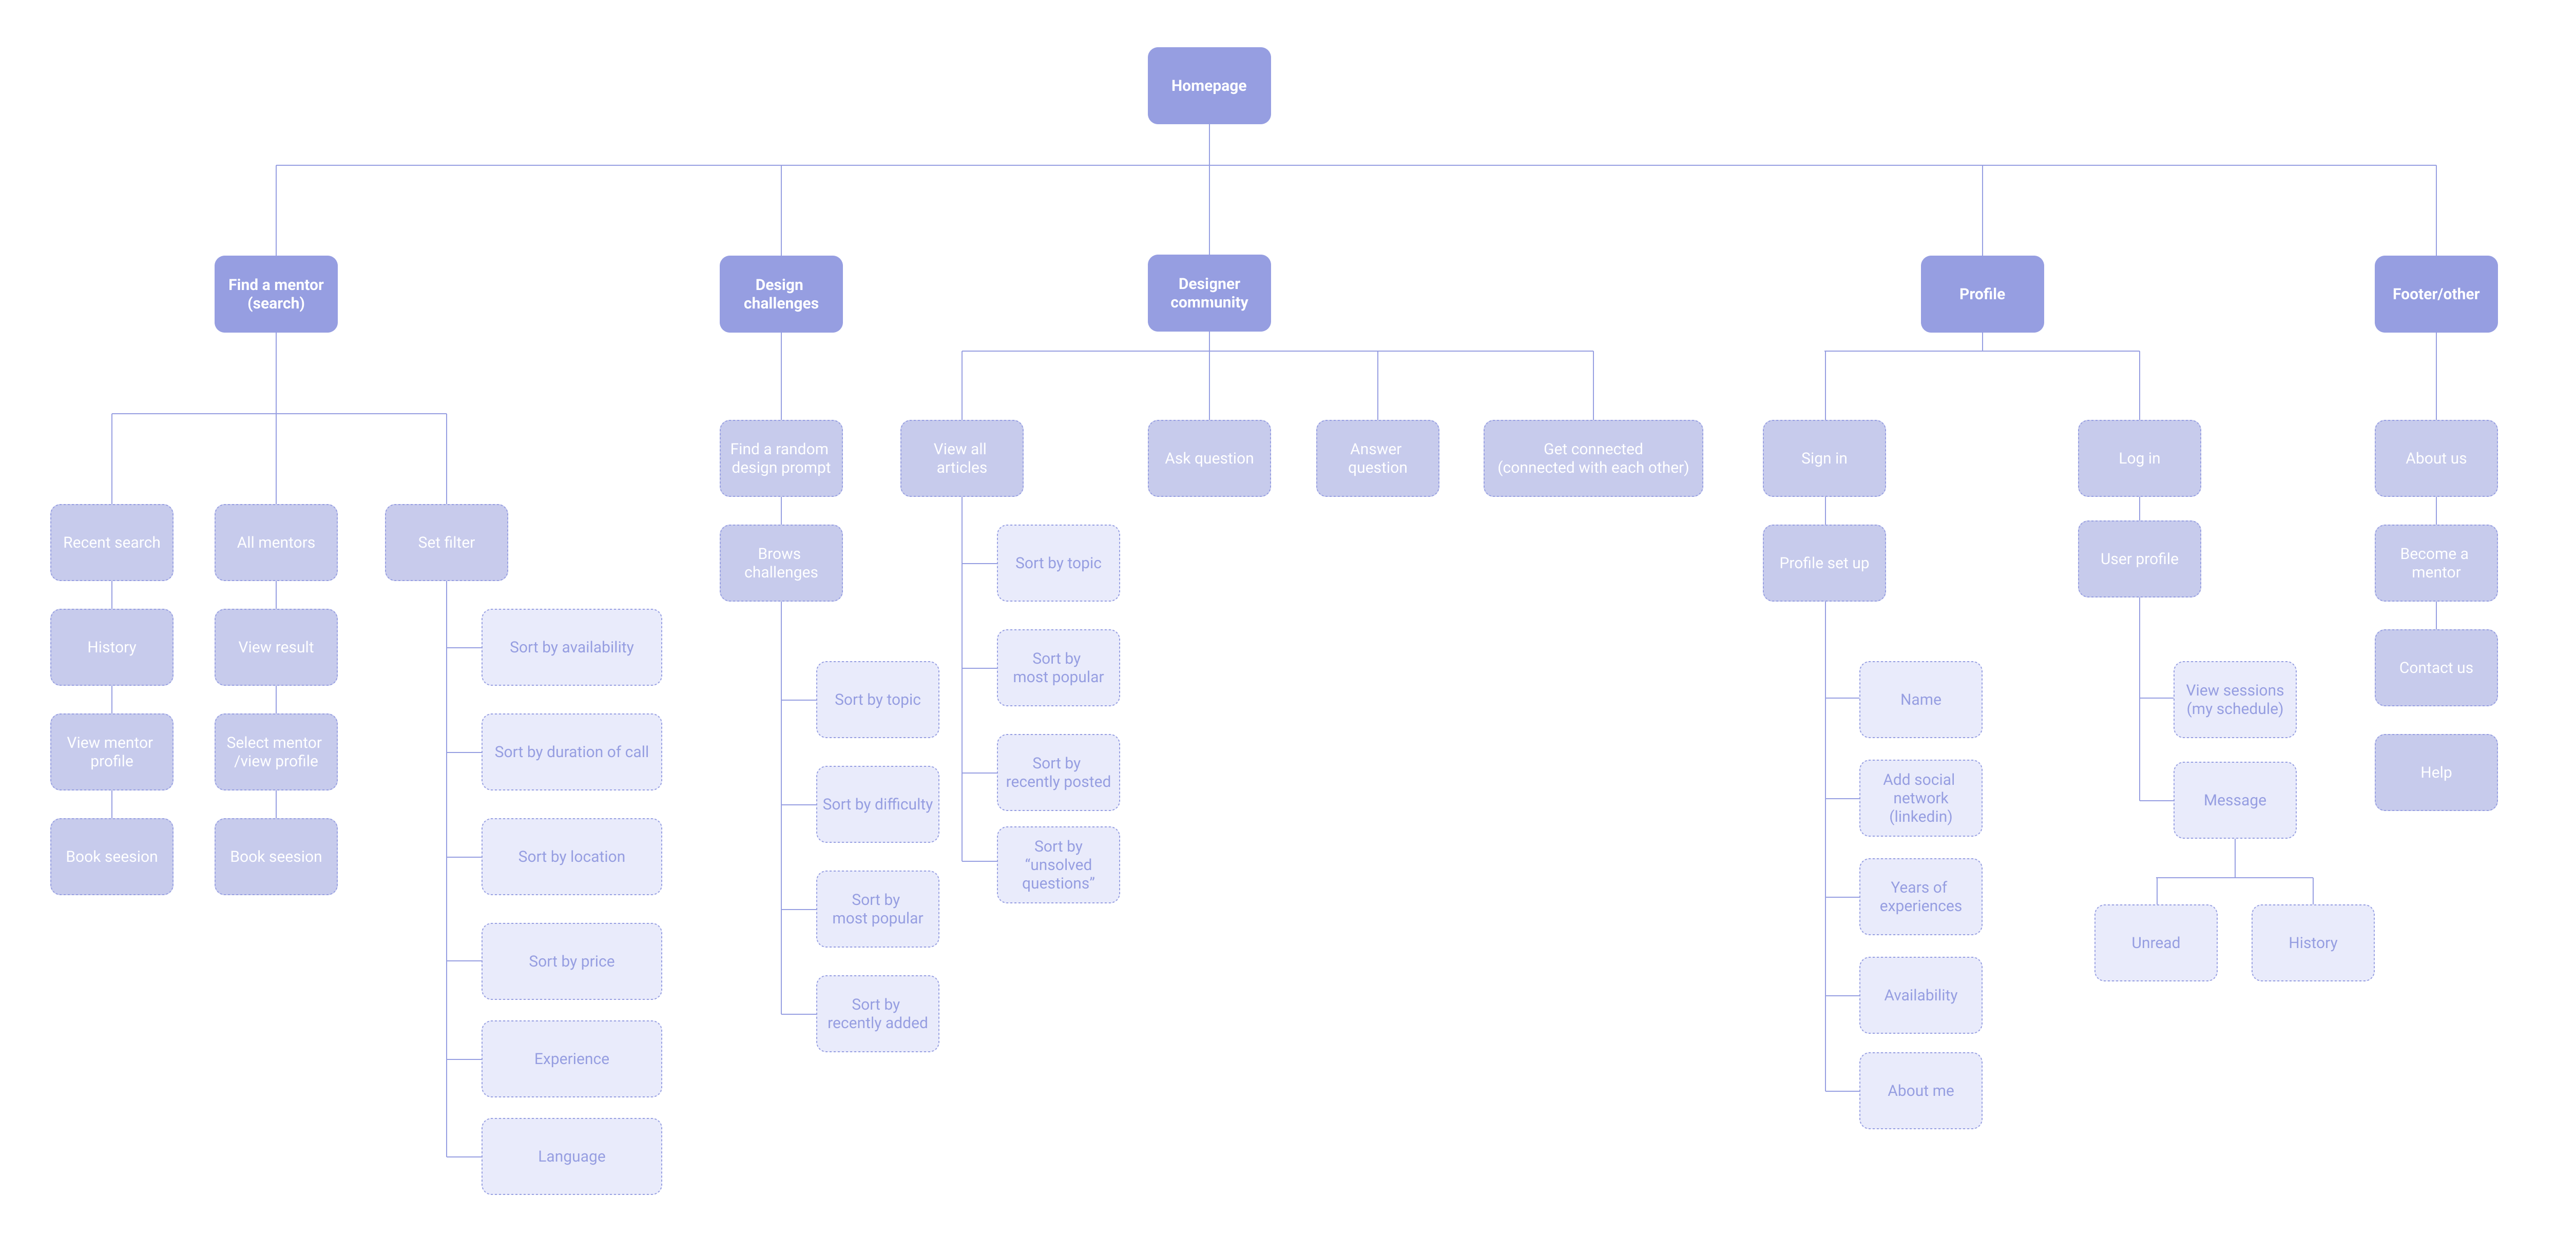 Homepage
Find a mentor
(search)
Design
challenges
Designer
community
Profile
Footer/other
Recent search
History
View mentor
profile
Book seesion
All mentors
View result
Select mentor
/view profile
Book seesion
Set filter
Sort by availability
Sort by duration of call
Sort by location
Sort by price
Experience
Language
Find a random
design prompt
Brows
challenges
Sort by topic
Sort by difficulty
Sort by
most popular
Sort by
recently added
View all
articles
Sort by topic
Sort by
most popular
Sort by
recently posted
Sort by
“unsolved
questions”
Ask question
Answer
question
Get connected
(connected with each other)
Sign in
Profile set up
Name
Add social
network
(linkedin)
Years of
experiences
Availability
About me
Log in
User profile
View sessions
(my schedule)
Message
Unread
History
About us
Become a
mentor
Contact us
Help